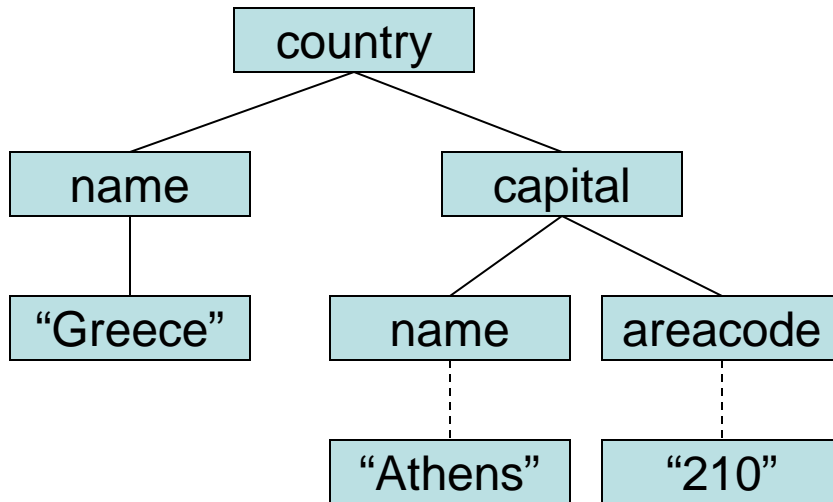 country
name
capital
“Greece”
name
areacode
“Athens”
“210”